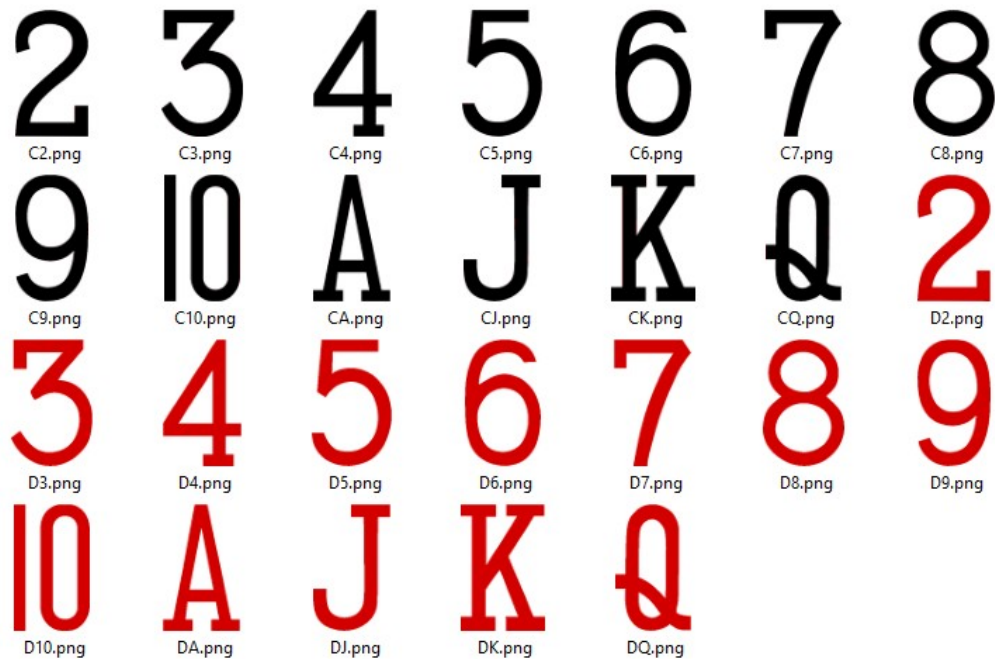 2 3 4 5 6 7 8
C2.png C3.png C4.png C5.png C6.png C7.png C8.png
9 10 A J K Q 2
C9.png C10.png CA.png CJ.png CK.png CQ.png D2.png
3 4 5 6 7 8 9
D3.png D4.png D5.png D6.png D7.png D8.png D9.png
10 A J K Q
D10.png DA.png DJ.png DK.png DQ.png